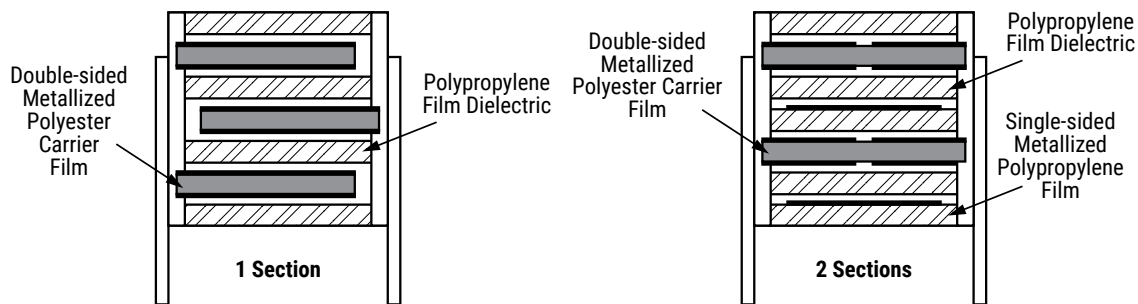 Double-sided
Metallized
Polyester
Carrier
Film
Polypropylene
Film Dielectric
1 Section
Double-sided
Metallized
Polyester Carrier
Film
Polypropylene
Film Dielectric
Single-sided
Metallized
Polypropylene
Film
2 Sections